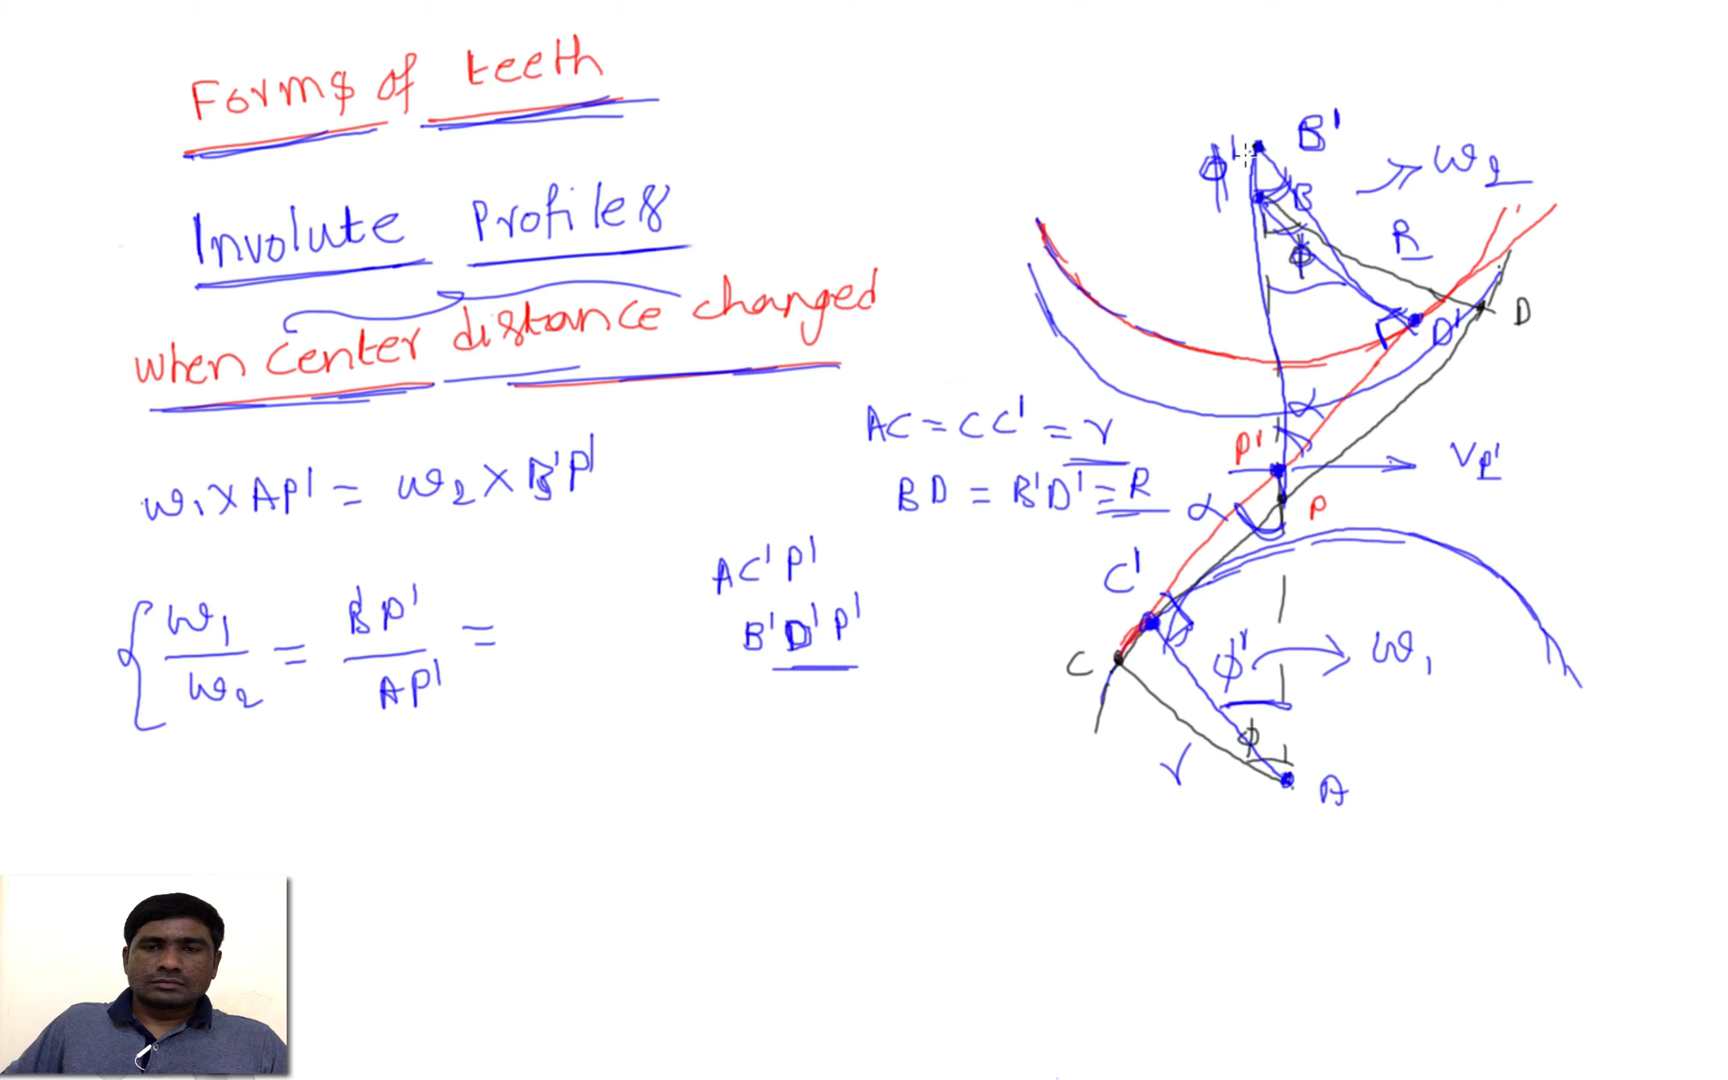 Forms of teeth
Involute Profiles
when center distance changed
ω₁ × AP' = ω₂ × B'P'
ω₁/ω₂ = B'P'/AP' =
AC = CC' = r
BD = B'D' = R
AC'P'
B'D'P'
B'
ϕ'
B
ω₂
R
ϕ
D
D'
α
P'
V_P'
α
P
C'
C
ϕ'
ω₁
ϕ
r
A